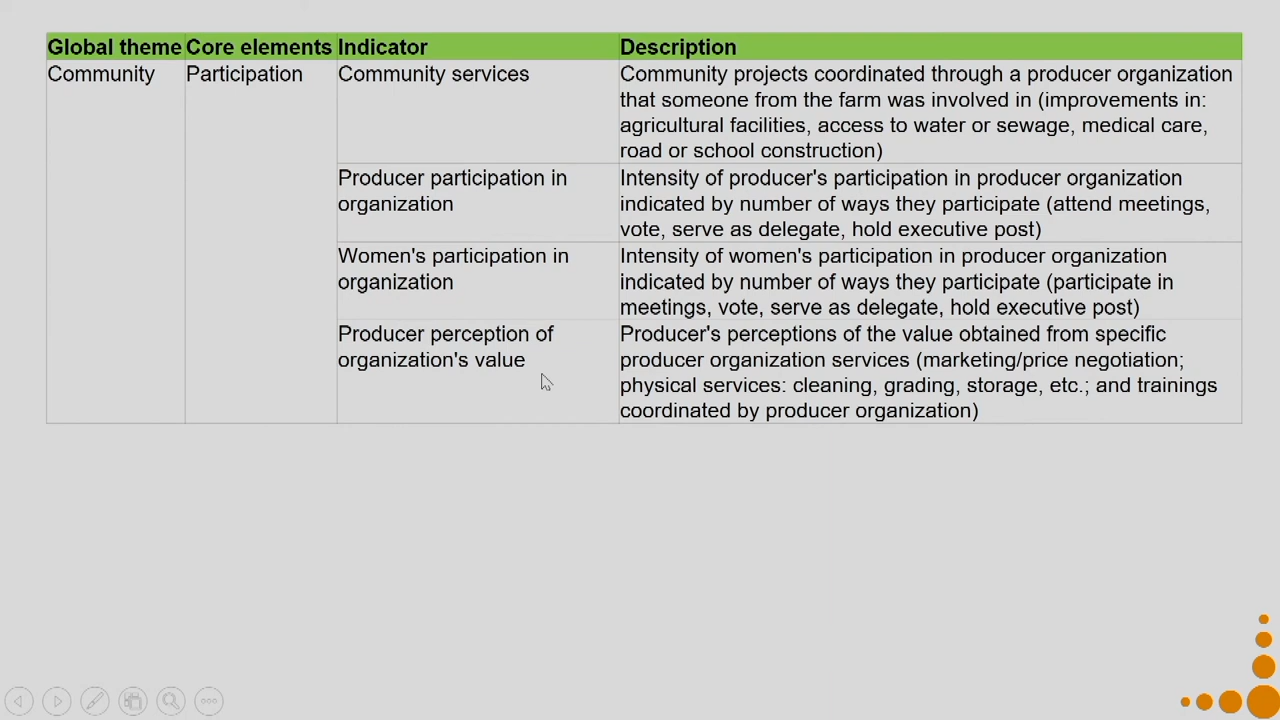 Global theme Core elements Indicator Description
Community Participation Community services Community projects coordinated through a producer organization
that someone from the farm was involved in (improvements in:
agricultural facilities, access to water or sewage, medical care,
road or school construction)
Producer participation in Intensity of producer's participation in producer organization
organization indicated by number of ways they participate (attend meetings,
vote, serve as delegate, hold executive post)
Women's participation in Intensity of women's participation in producer organization
organization indicated by number of ways they participate (participate in
meetings, vote, serve as delegate, hold executive post)
Producer perception of Producer's perceptions of the value obtained from specific
organization's value producer organization services (marketing/price negotiation;
physical services: cleaning, grading, storage, etc.; and trainings
coordinated by producer organization)